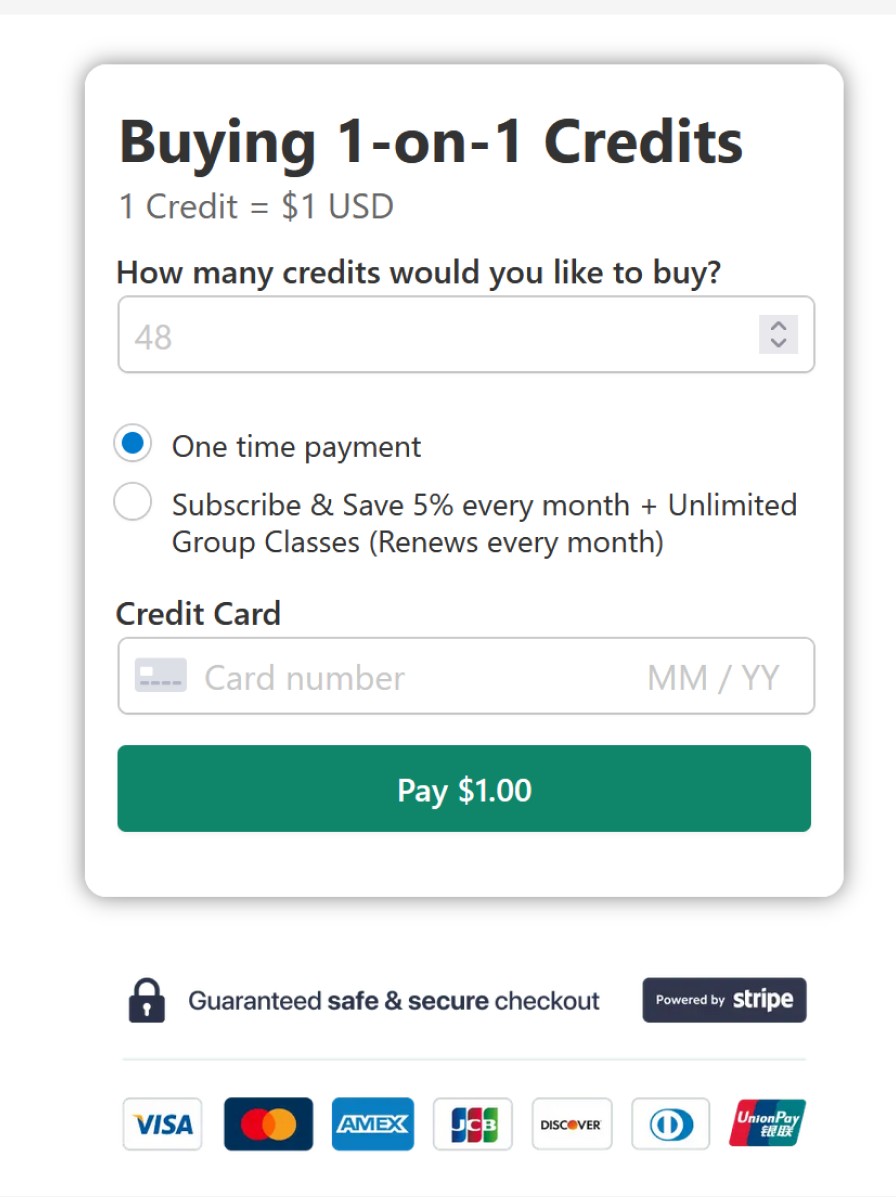 Buying 1-on-1 Credits
1 Credit = $1 USD
How many credits would you like to buy?
48
One time payment
Subscribe & Save 5% every month + Unlimited
Group Classes (Renews every month)
Credit Card
Card number MM / YY
Pay $1.00
Guaranteed safe & secure checkout Powered by stripe
VISA AMEX JCB DISCOVER UnionPay
银联